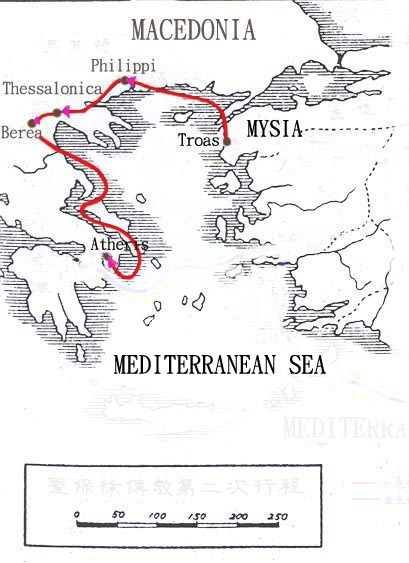 MACEDONIA
Philippi
Thessalonica
Berea
Troas
MYSIA
Athens
MEDITERRANEAN SEA
MEDITERRA
聖保祿傳教第二次行程
0 50 100 150 200 250